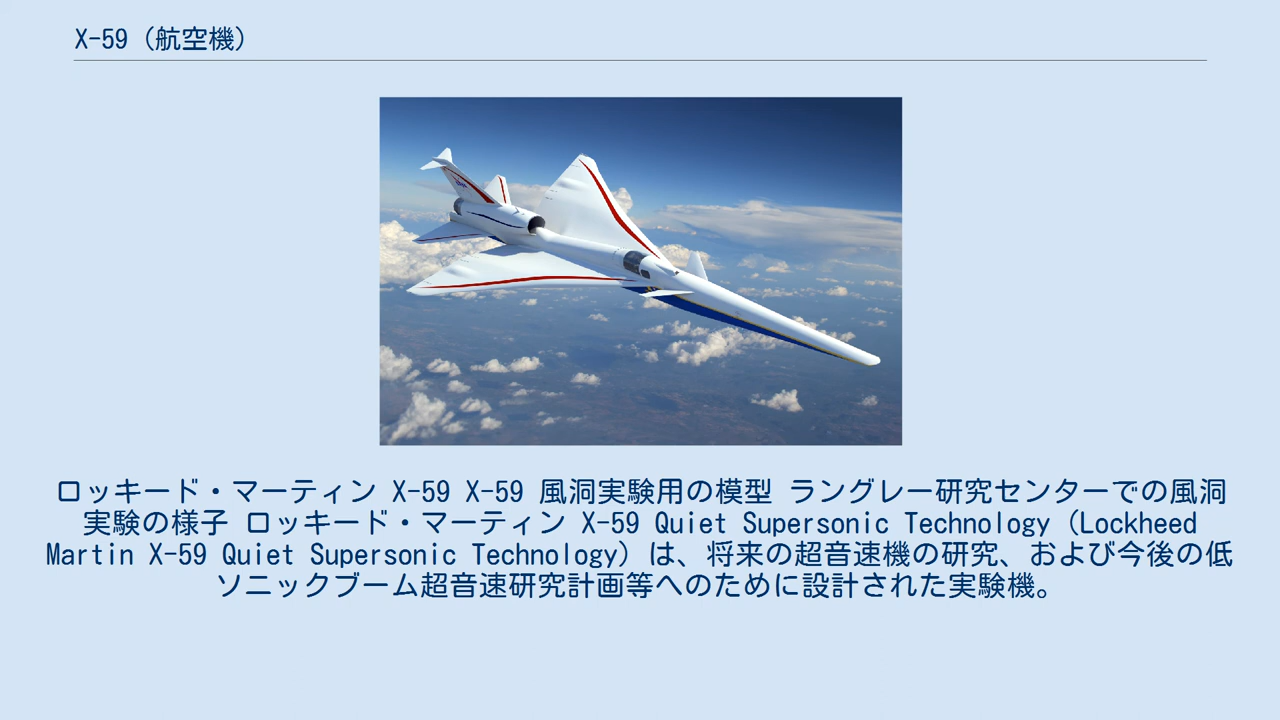 X-59（航空機）
ロッキード・マーティン X-59 X-59 風洞実験用の模型 ラングレー研究センターでの風洞
実験の様子 ロッキード・マーティン X-59 Quiet Supersonic Technology（Lockheed
Martin X-59 Quiet Supersonic Technology）は、将来の超音速機の研究、および今後の低
ソニックブーム超音速研究計画等へのために設計された実験機。